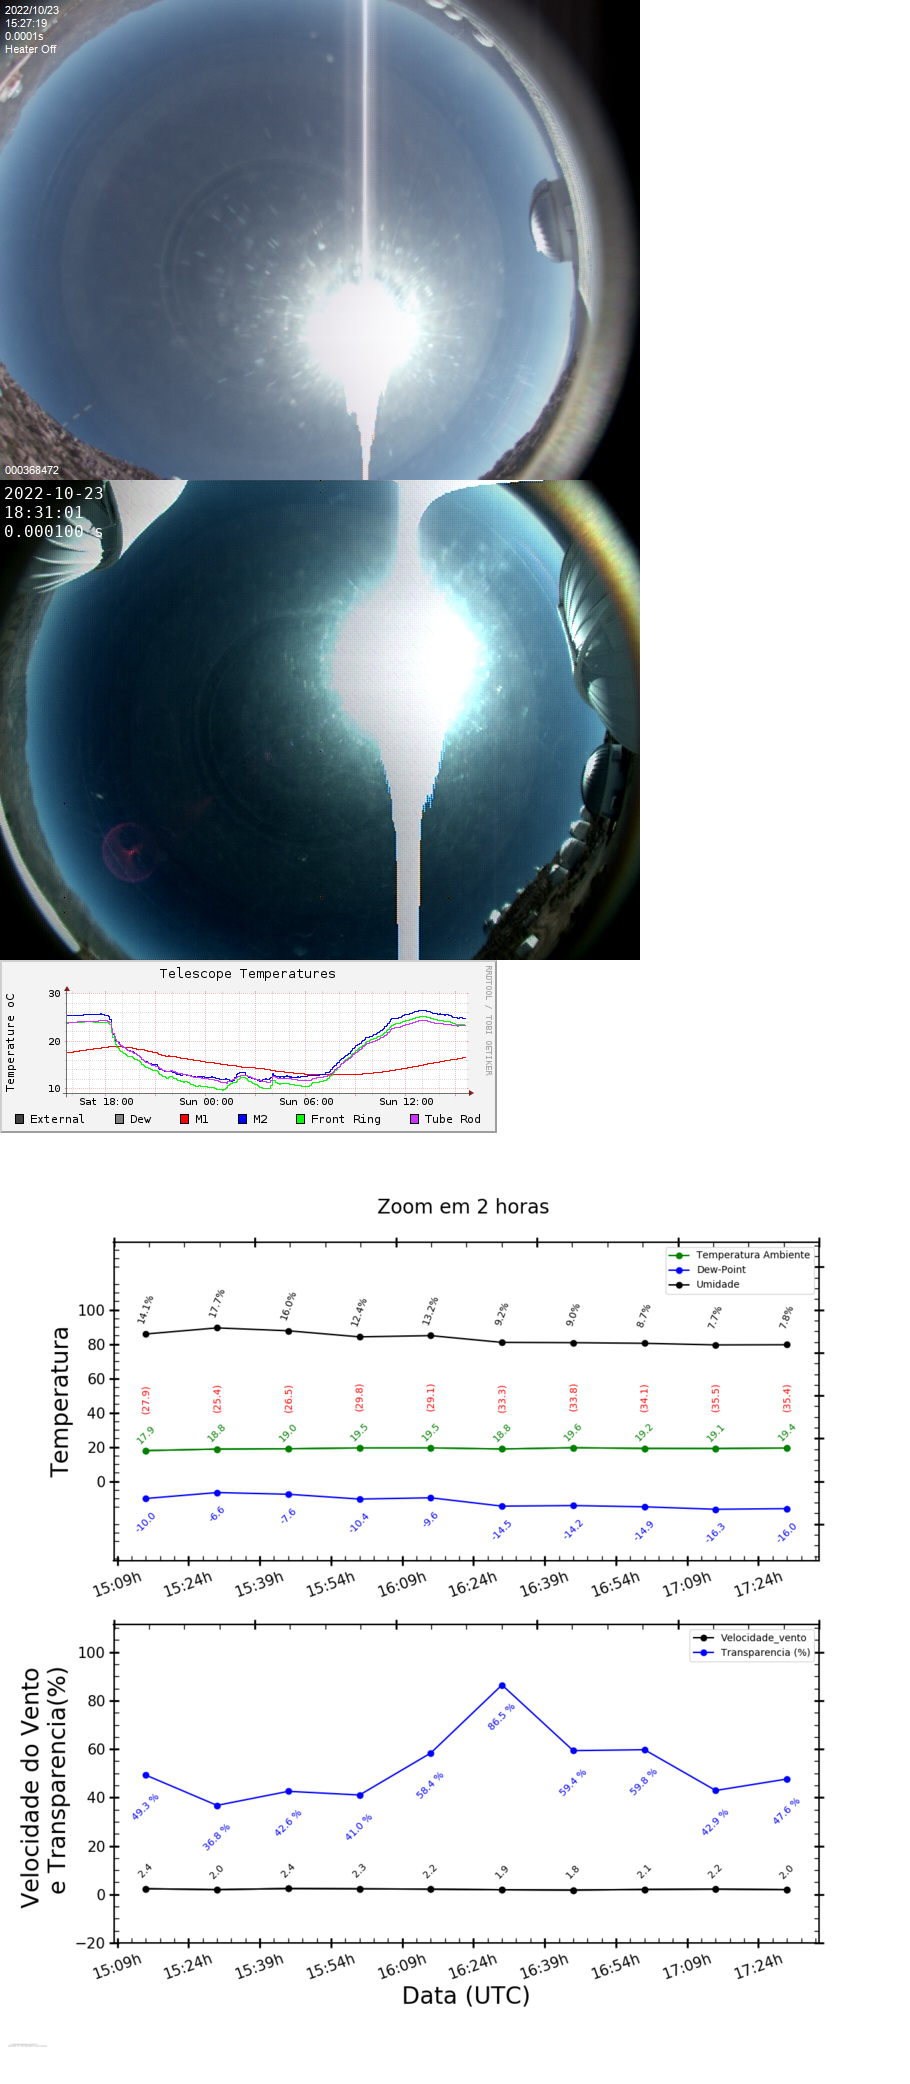 2022/10/23
15:27:19
0.0001s
Heater Off
000368472
2022-10-23
18:31:01
0.000100 s
Telescope Temperatures
RRDTOOL / TOBI OETIKER
Temperature oC
30
20
10
Sat 18:00 Sun 00:00 Sun 06:00 Sun 12:00
External Dew M1 M2 Front Ring Tube Rod
Zoom em 2 horas
Temperatura Ambiente
Dew-Point
Umidade
Temperatura
100
80
60
40
20
0
14.1% 17.7% 16.0% 12.4% 13.2% 9.2% 9.0% 8.7% 7.7% 7.8%
(27.9) (25.4) (26.5) (29.8) (29.1) (33.3) (33.8) (34.1) (35.5) (35.4)
17.9 18.8 19.0 19.5 19.5 18.8 19.6 19.2 19.1 19.4
-10.0 -6.6 -7.6 -10.4 -9.6 -14.5 -14.2 -14.9 -16.3 -16.0
15:09h 15:24h 15:39h 15:54h 16:09h 16:24h 16:39h 16:54h 17:09h 17:24h
Velocidade_vento
Transparencia (%)
Velocidade do Vento
e Transparencia(%)
100
80
60
40
20
0
−20
49.3 % 36.8 % 42.6 % 41.0 % 58.4 % 86.5 % 59.4 % 59.8 % 42.9 % 47.6 %
2.4 2.0 2.4 2.3 2.2 1.9 1.8 2.1 2.2 2.0
15:09h 15:24h 15:39h 15:54h 16:09h 16:24h 16:39h 16:54h 17:09h 17:24h
Data (UTC)